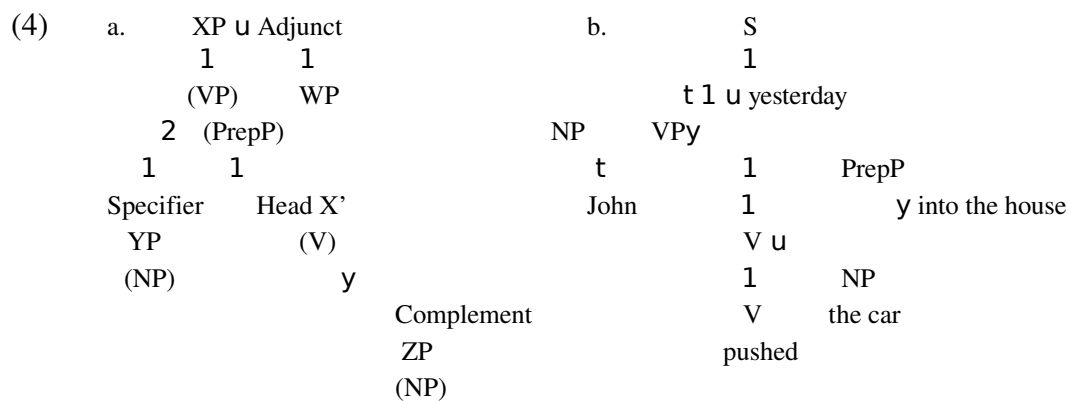 (4) a. XP u Adjunct b. S
1 1 1
(VP) WP t 1 u yesterday
2 (PrepP) NP VPy
1 1 t 1 PrepP
Specifier Head X’ John 1 y into the house
YP (V) V u
(NP) y 1 NP
Complement V the car
ZP pushed
(NP)